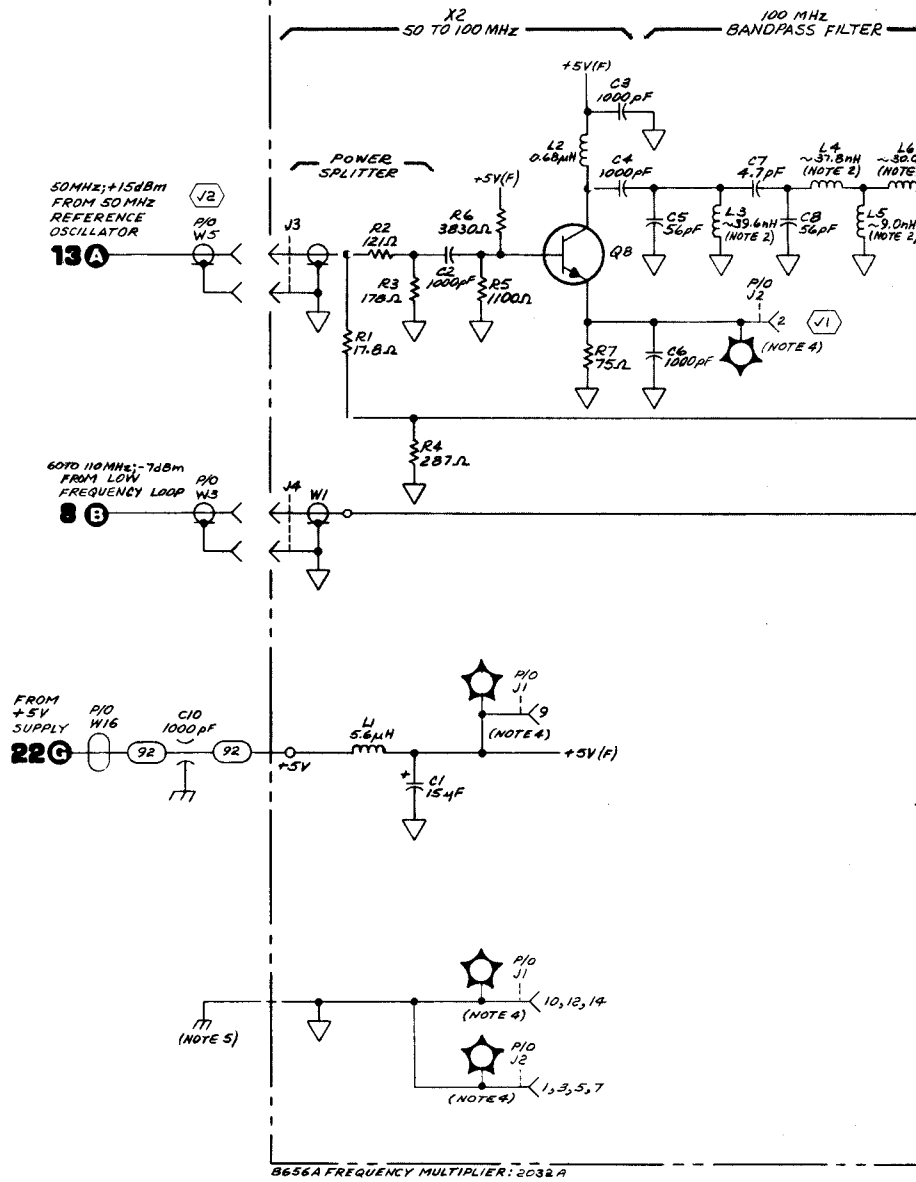 X2
50 TO 100 MHz
100 MHz
BANDPASS FILTER
+5V(F)
C3
1000pF
L2
0.68µH
C4
1000pF
L4
~37.8nH
(NOTE 2)
L6
C7
4.7pF
POWER
SPLITTER
+5V(F)
50MHz; +15dBm
FROM 50 MHz
REFERENCE
OSCILLATOR
J2
P/O
W5
13 A
J3
R2
121Ω
R6
3830Ω
C2
1000pF
R3
178Ω
R5
1100Ω
Q8
C5
56pF
L3
~39.6nH
(NOTE 2)
C8
56pF
L5
~9.0nH
(NOTE 2)
P/O
J2
2
J1
(NOTE 4)
R1
17.8Ω
R7
75Ω
C6
1000pF
R4
287Ω
60 TO 110 MHz; -7dBm
FROM LOW
FREQUENCY LOOP
P/O
W3
8 B
J4
W1
FROM
+5V
SUPPLY
22 G
P/O
W16
C10
1000pF
92
92
+5V
L1
5.6µH
P/O
J1
9
(NOTE 4)
+5V(F)
+
C1
15µF
P/O
J1
10,12,14
(NOTE 4)
(NOTE 5)
P/O
J2
1,3,5,7
(NOTE 4)
8656A FREQUENCY MULTIPLIER: 2032A